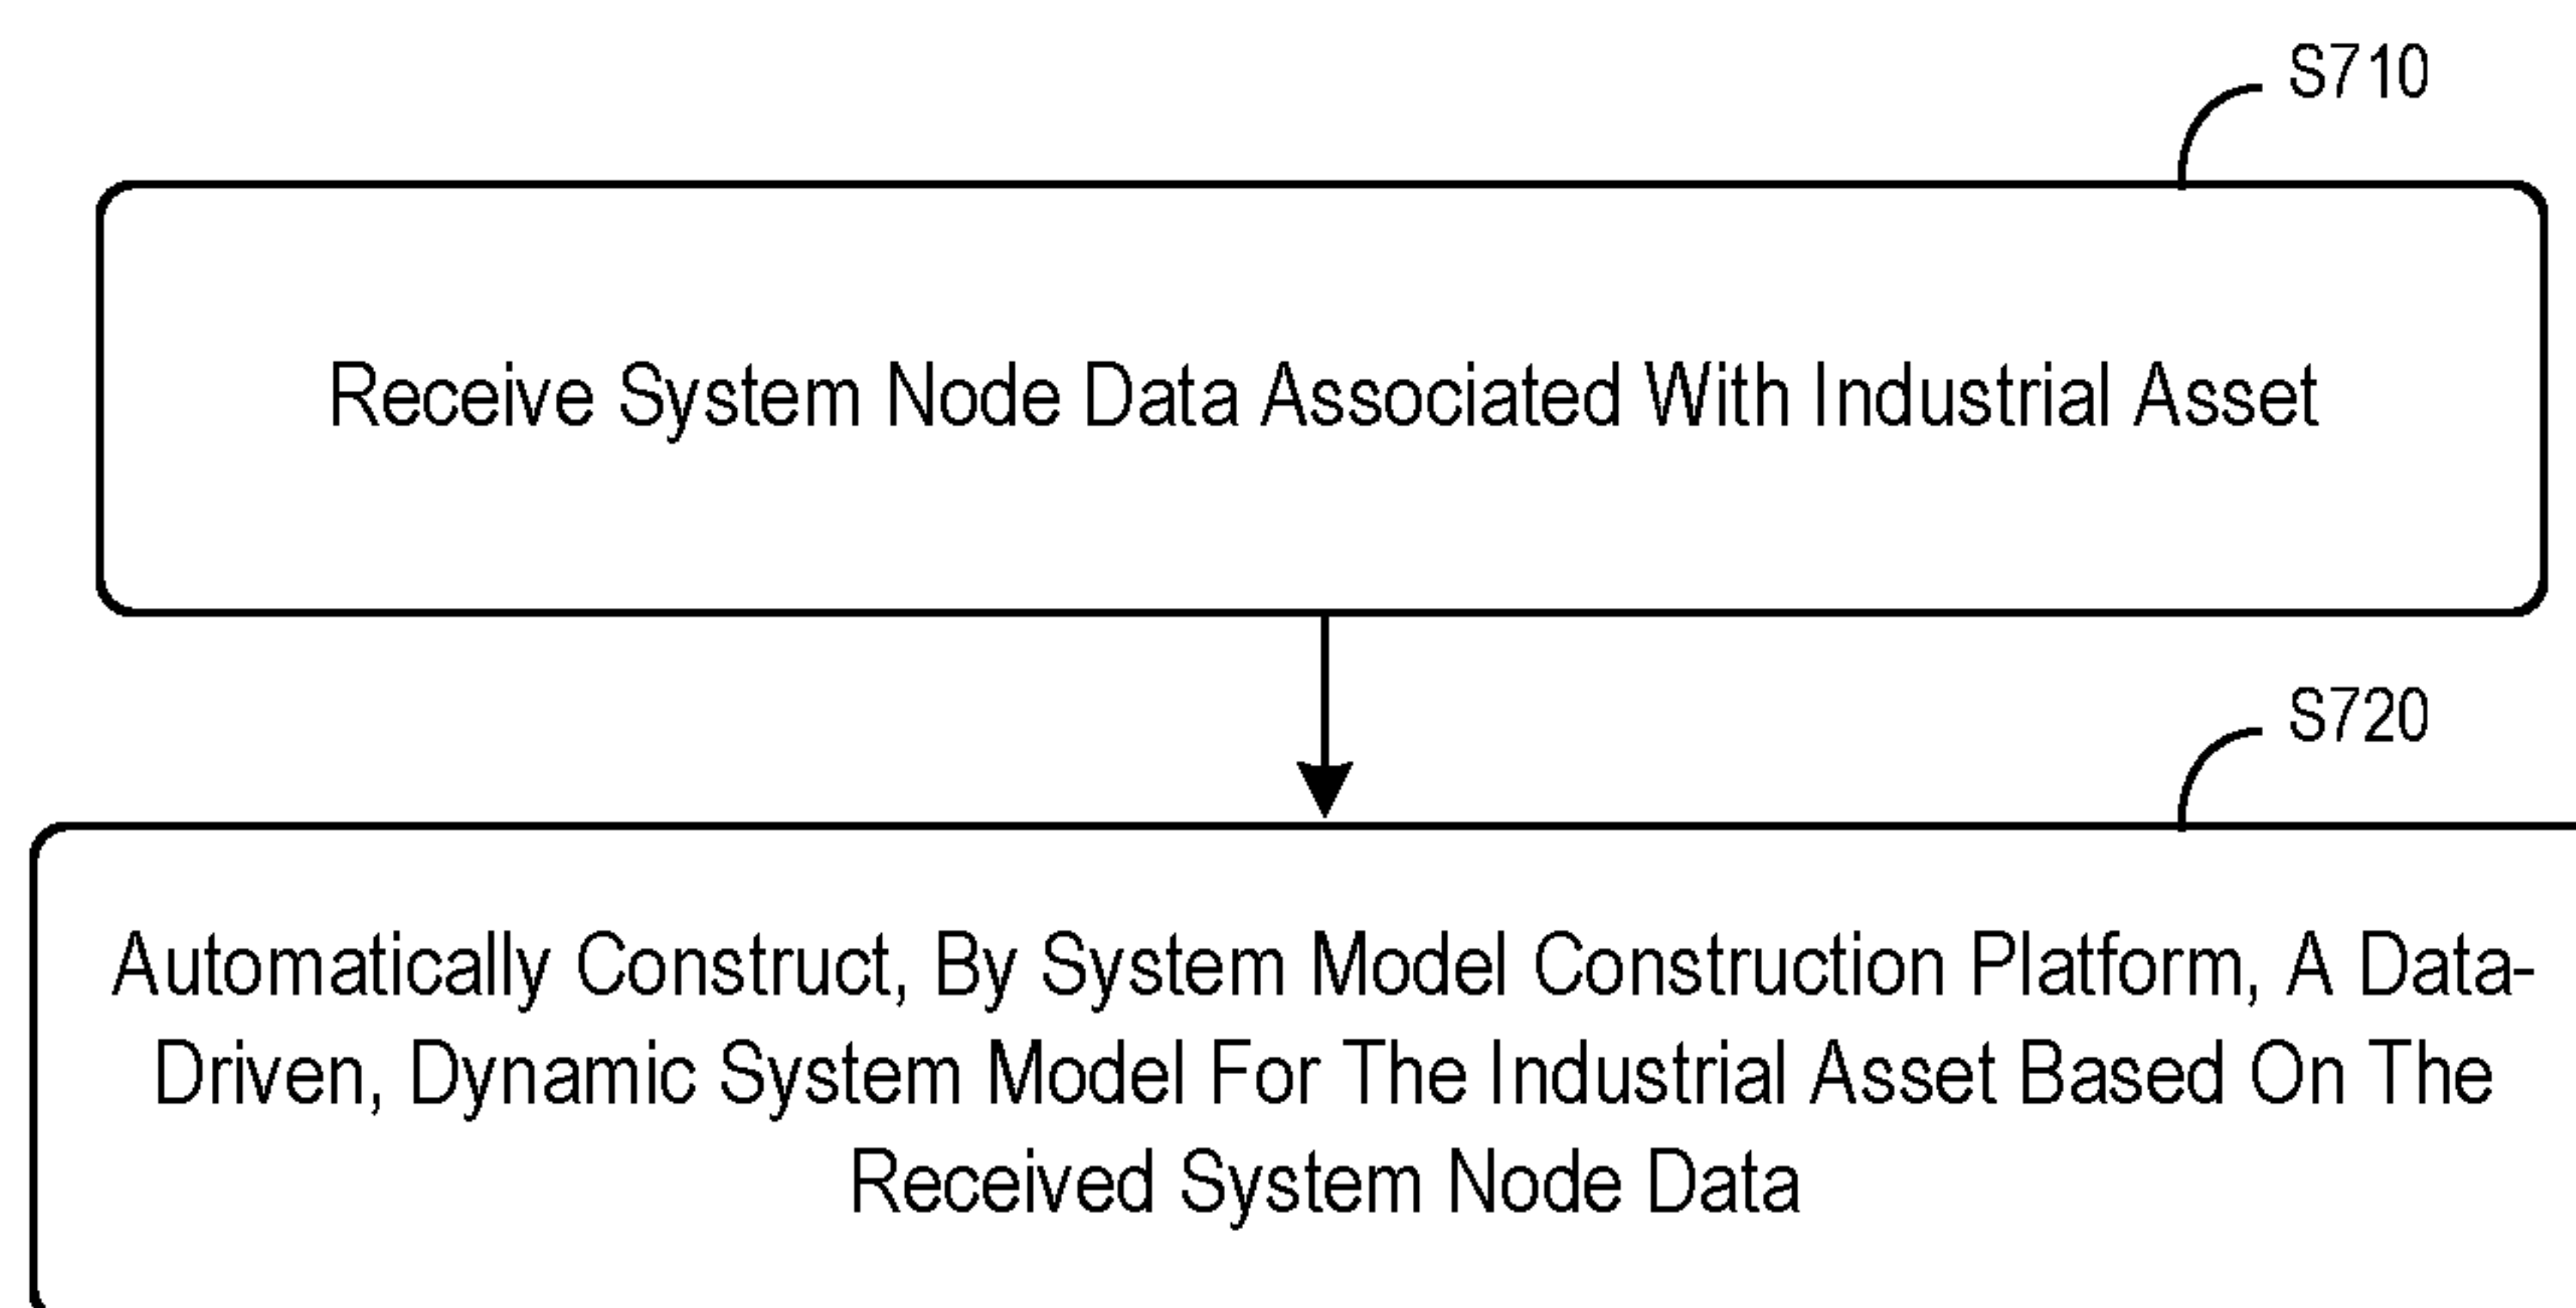 S710
Receive System Node Data Associated With Industrial Asset
S720
Automatically Construct, By System Model Construction Platform, A Data-
Driven, Dynamic System Model For The Industrial Asset Based On The
Received System Node Data